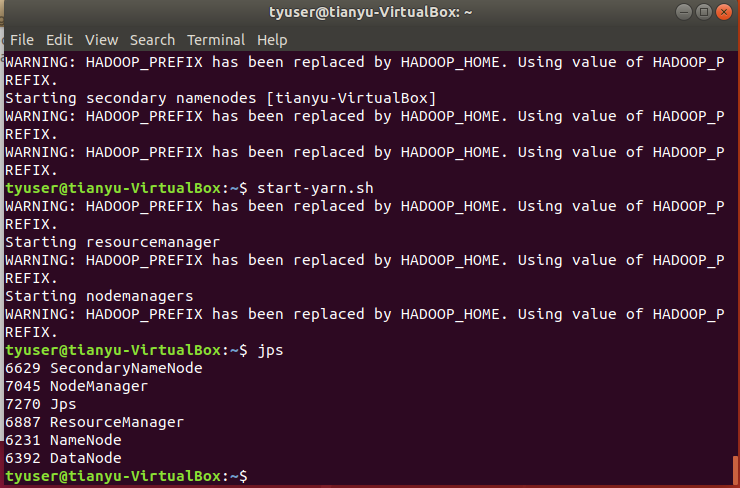 tyuser@tianyu-VirtualBox: ~
File Edit View Search Terminal Help
WARNING: HADOOP_PREFIX has been replaced by HADOOP_HOME. Using value of HADOOP_P
REFIX.
Starting secondary namenodes [tianyu-VirtualBox]
WARNING: HADOOP_PREFIX has been replaced by HADOOP_HOME. Using value of HADOOP_P
REFIX.
WARNING: HADOOP_PREFIX has been replaced by HADOOP_HOME. Using value of HADOOP_P
REFIX.
tyuser@tianyu-VirtualBox:~$ start-yarn.sh
WARNING: HADOOP_PREFIX has been replaced by HADOOP_HOME. Using value of HADOOP_P
REFIX.
Starting resourcemanager
WARNING: HADOOP_PREFIX has been replaced by HADOOP_HOME. Using value of HADOOP_P
REFIX.
Starting nodemanagers
WARNING: HADOOP_PREFIX has been replaced by HADOOP_HOME. Using value of HADOOP_P
REFIX.
tyuser@tianyu-VirtualBox:~$ jps
6629 SecondaryNameNode
7045 NodeManager
7270 Jps
6887 ResourceManager
6231 NameNode
6392 DataNode
tyuser@tianyu-VirtualBox:~$